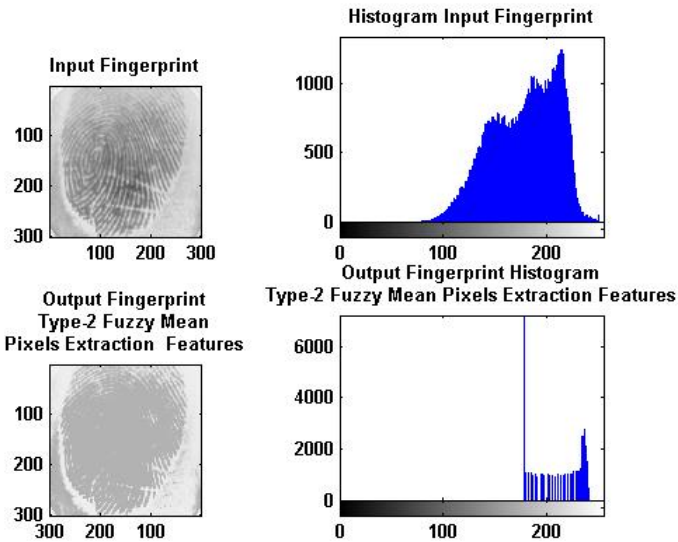 Histogram Input Fingerprint
Input Fingerprint
100
200
300
100 200 300
1000
500
0
0 100 200
Output Fingerprint
Type-2 Fuzzy Mean
Pixels Extraction Features
100
200
300
300 200 100
Output Fingerprint Histogram
Type-2 Fuzzy Mean Pixels Extraction Features
6000
4000
2000
0
0 100 200